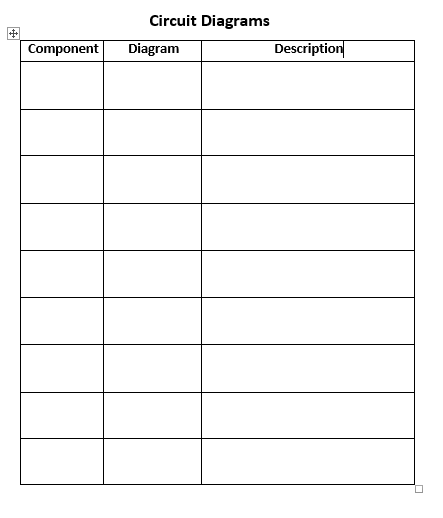 Circuit Diagrams
Component Diagram Description